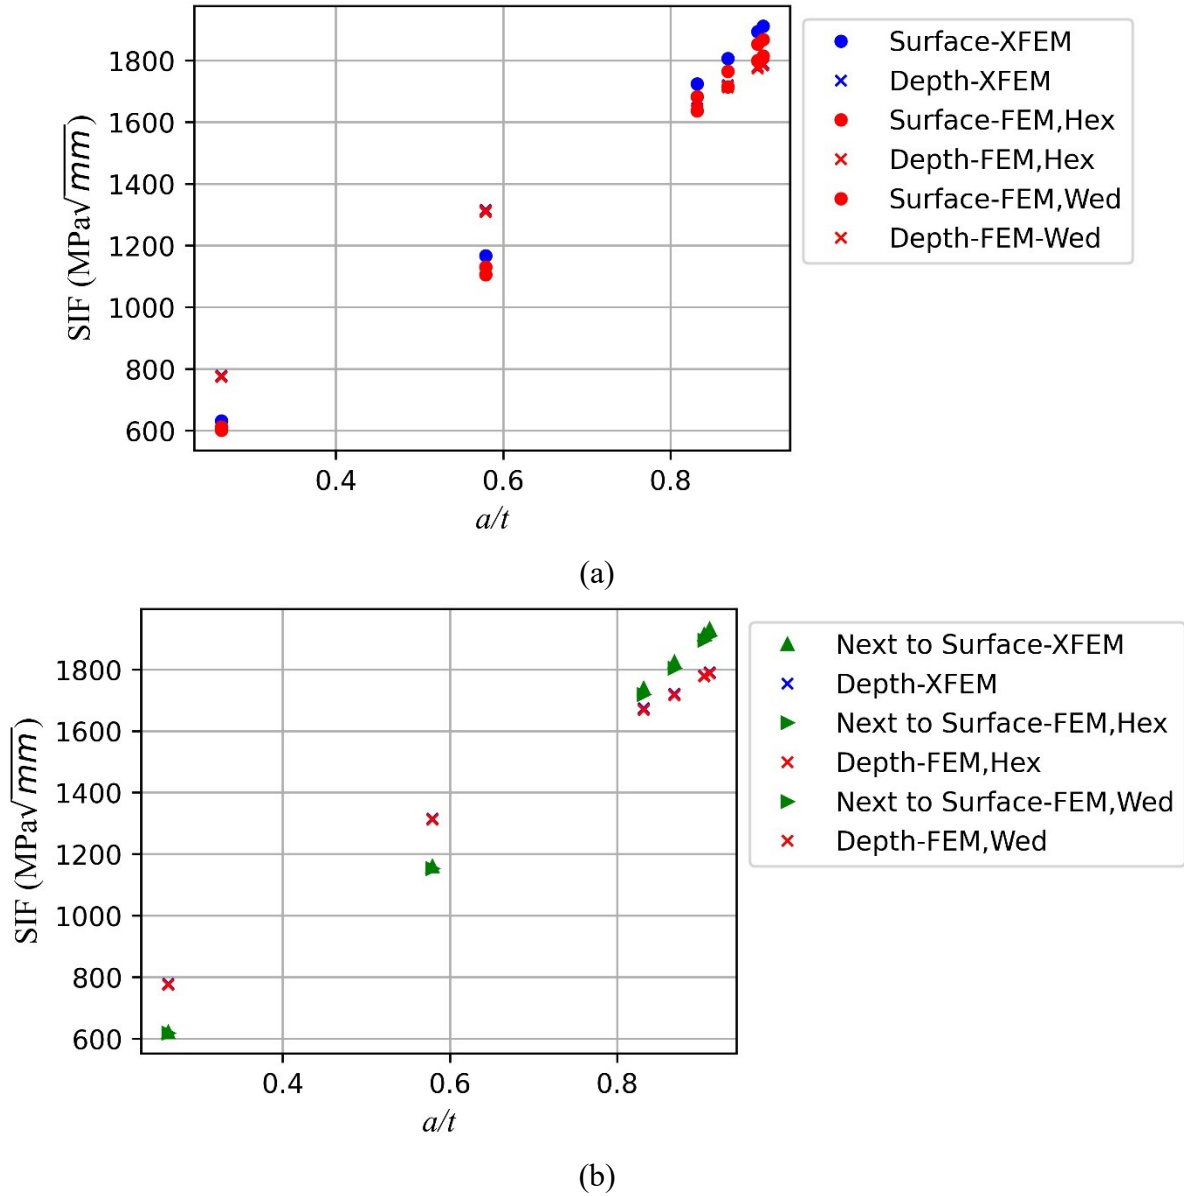 1800
1600
1400
1200
1000
800
600
SIF (MPa√mm)
0.4 0.6 0.8
a/t
Surface-XFEM
Depth-XFEM
Surface-FEM,Hex
Depth-FEM,Hex
Surface-FEM,Wed
Depth-FEM-Wed
(a)
1800
1600
1400
1200
1000
800
600
SIF (MPa√mm)
0.4 0.6 0.8
a/t
Next to Surface-XFEM
Depth-XFEM
Next to Surface-FEM,Hex
Depth-FEM,Hex
Next to Surface-FEM,Wed
Depth-FEM,Wed
(b)